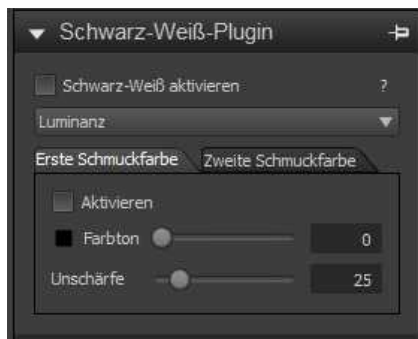 Schwarz-Weiß-Plugin
Schwarz-Weiß aktivieren ?
Luminanz
Erste Schmuckfarbe Zweite Schmuckfarbe
Aktivieren
Farbton 0
Unschärfe 25